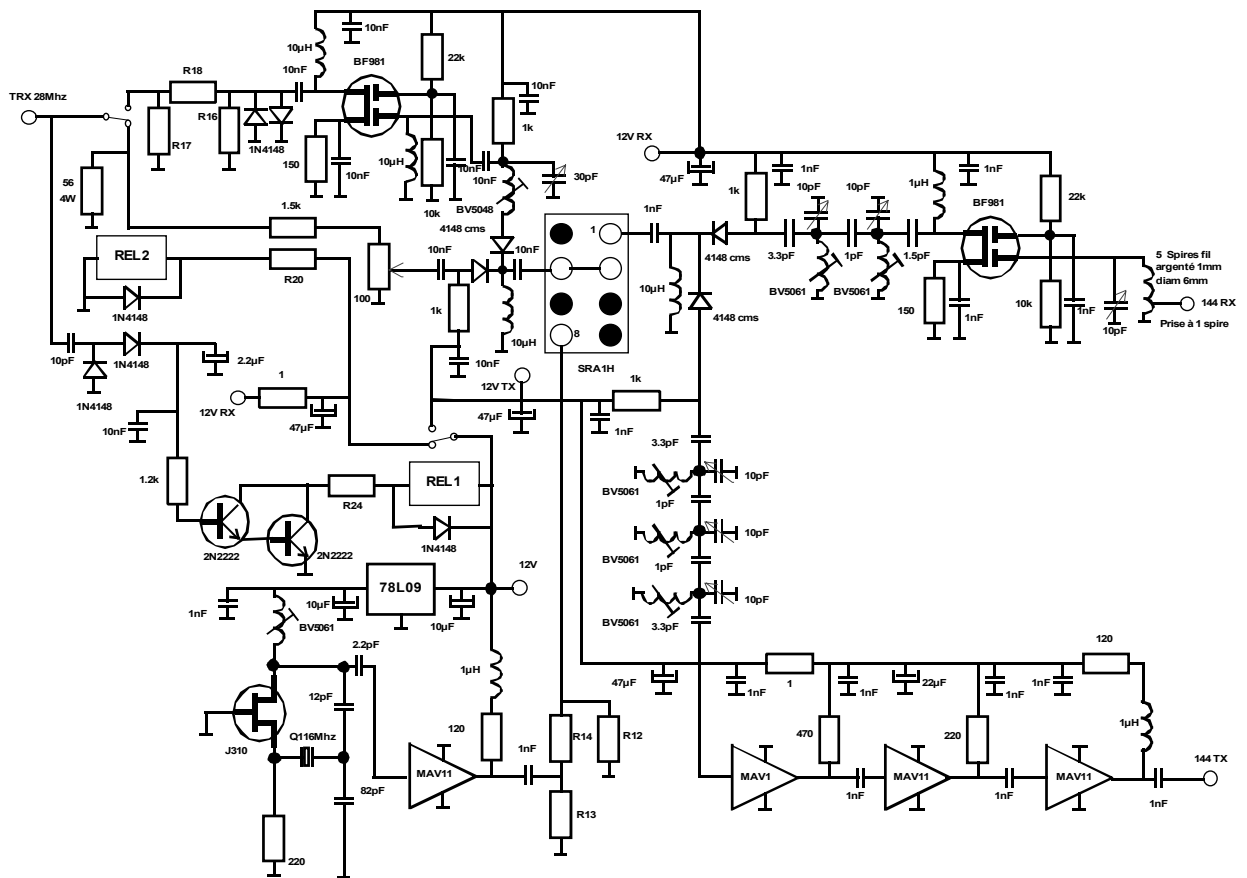 10nF
10µH
22k
BF981
R18
10nF
10nF
TRX 28Mhz
1k
R16
R17
1N4148
12V RX
150
10nF
10µH
10nF
10nF
30pF
1nF
1nF
47µF
1k
10pF
10pF
1µH
22k
BF981
56
4W
10k
BV5048
1.5k
4148 cms
1nF
1
REL2
R20
10nF
10nF
100
4148 cms
3.3pF
1pF
1.5pF
5 Spires fil
argenté 1mm
diam 6mm
BV5061
BV5061
1N4148
1k
10µH
10µH
4148 cms
150
1nF
10k
1nF
144 RX
10pF
Prise à 1 spire
8
10pF
1N4148
2.2µF
10nF
SRA1H
1N4148
1
12V TX
1k
12V RX
47µF
47µF
1nF
10nF
3.3pF
1.2k
REL1
R24
BV5061
10pF
1pF
1N4148
2N2222
2N2222
10pF
BV5061
1pF
78L09
12V
10pF
1nF
10µF
10µF
BV5061
BV5061
3.3pF
2.2pF
1µH
120
47µF
1nF
1
1nF
22µF
1nF
1nF
12pF
1µH
120
R14
R12
470
220
J310
Q116Mhz
1nF
MAV11
MAV1
MAV11
MAV11
144 TX
82pF
1nF
1nF
1nF
R13
220